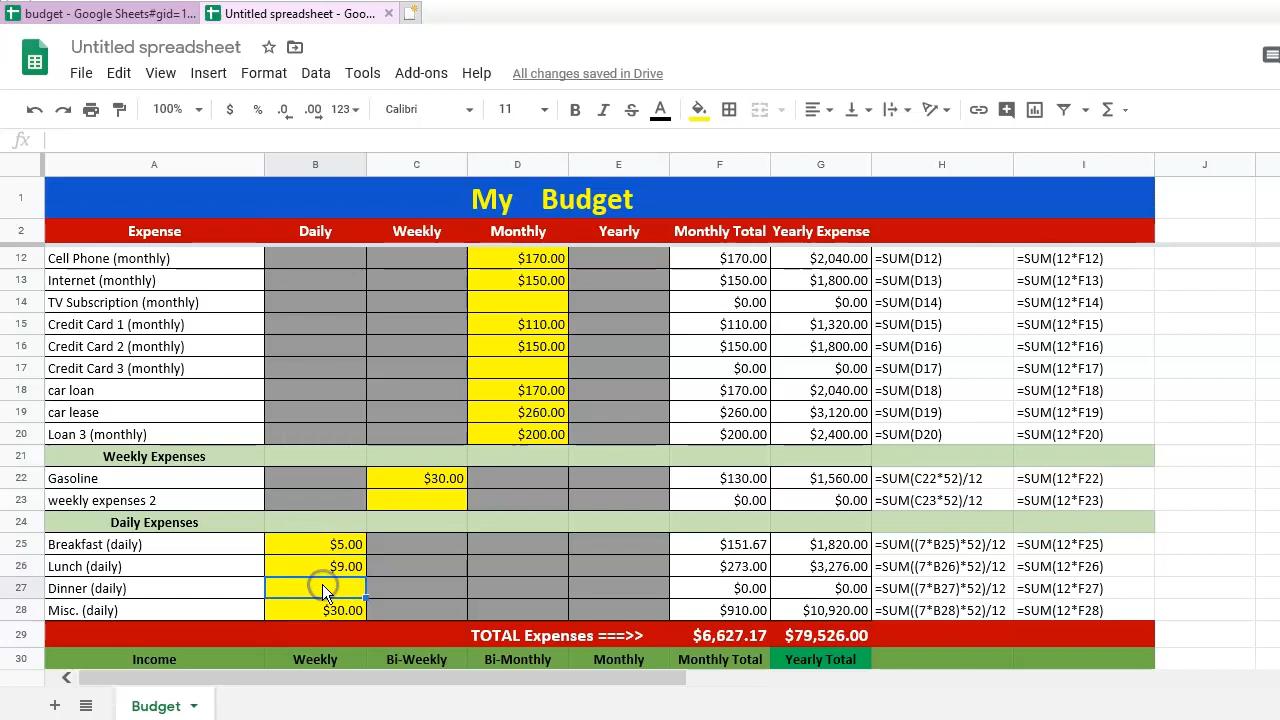 budget - Google Sheets#gid=1... Untitled spreadsheet - Goo... ×
Untitled spreadsheet
File Edit View Insert Format Data Tools Add-ons Help All changes saved in Drive
100% $ % .0 .00 123 Calibri 11 B I S A Σ
fx
A B C D E F G H I J
1 My Budget
2 Expense Daily Weekly Monthly Yearly Monthly Total Yearly Expense
12 Cell Phone (monthly) $170.00 $170.00 $2,040.00 =SUM(D12) =SUM(12*F12)
13 Internet (monthly) $150.00 $150.00 $1,800.00 =SUM(D13) =SUM(12*F13)
14 TV Subscription (monthly) $0.00 $0.00 =SUM(D14) =SUM(12*F14)
15 Credit Card 1 (monthly) $110.00 $110.00 $1,320.00 =SUM(D15) =SUM(12*F15)
16 Credit Card 2 (monthly) $150.00 $150.00 $1,800.00 =SUM(D16) =SUM(12*F16)
17 Credit Card 3 (monthly) $0.00 $0.00 =SUM(D17) =SUM(12*F17)
18 car loan $170.00 $170.00 $2,040.00 =SUM(D18) =SUM(12*F18)
19 car lease $260.00 $260.00 $3,120.00 =SUM(D19) =SUM(12*F19)
20 Loan 3 (monthly) $200.00 $200.00 $2,400.00 =SUM(D20) =SUM(12*F20)
21 Weekly Expenses
22 Gasoline $30.00 $130.00 $1,560.00 =SUM(C22*52)/12 =SUM(12*F22)
23 weekly expenses 2 $0.00 $0.00 =SUM(C23*52)/12 =SUM(12*F23)
24 Daily Expenses
25 Breakfast (daily) $5.00 $151.67 $1,820.00 =SUM((7*B25)*52)/12 =SUM(12*F25)
26 Lunch (daily) $9.00 $273.00 $3,276.00 =SUM((7*B26)*52)/12 =SUM(12*F26)
27 Dinner (daily) $0.00 $0.00 =SUM((7*B27)*52)/12 =SUM(12*F27)
28 Misc. (daily) $30.00 $910.00 $10,920.00 =SUM((7*B28)*52)/12 =SUM(12*F28)
29 TOTAL Expenses ===>> $6,627.17 $79,526.00
30 Income Weekly Bi-Weekly Bi-Monthly Monthly Monthly Total Yearly Total
Budget